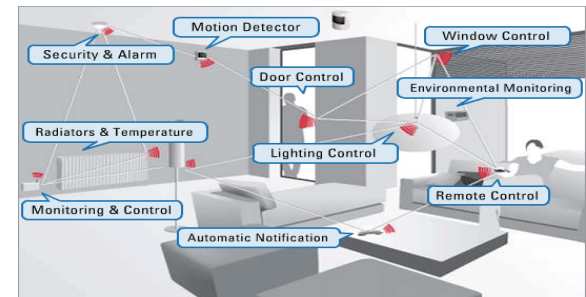 Motion Detector
Window Control
Security & Alarm
Door Control
Environmental Monitoring
Radiators & Temperature
Lighting Control
Remote Control
Monitoring & Control
Automatic Notification